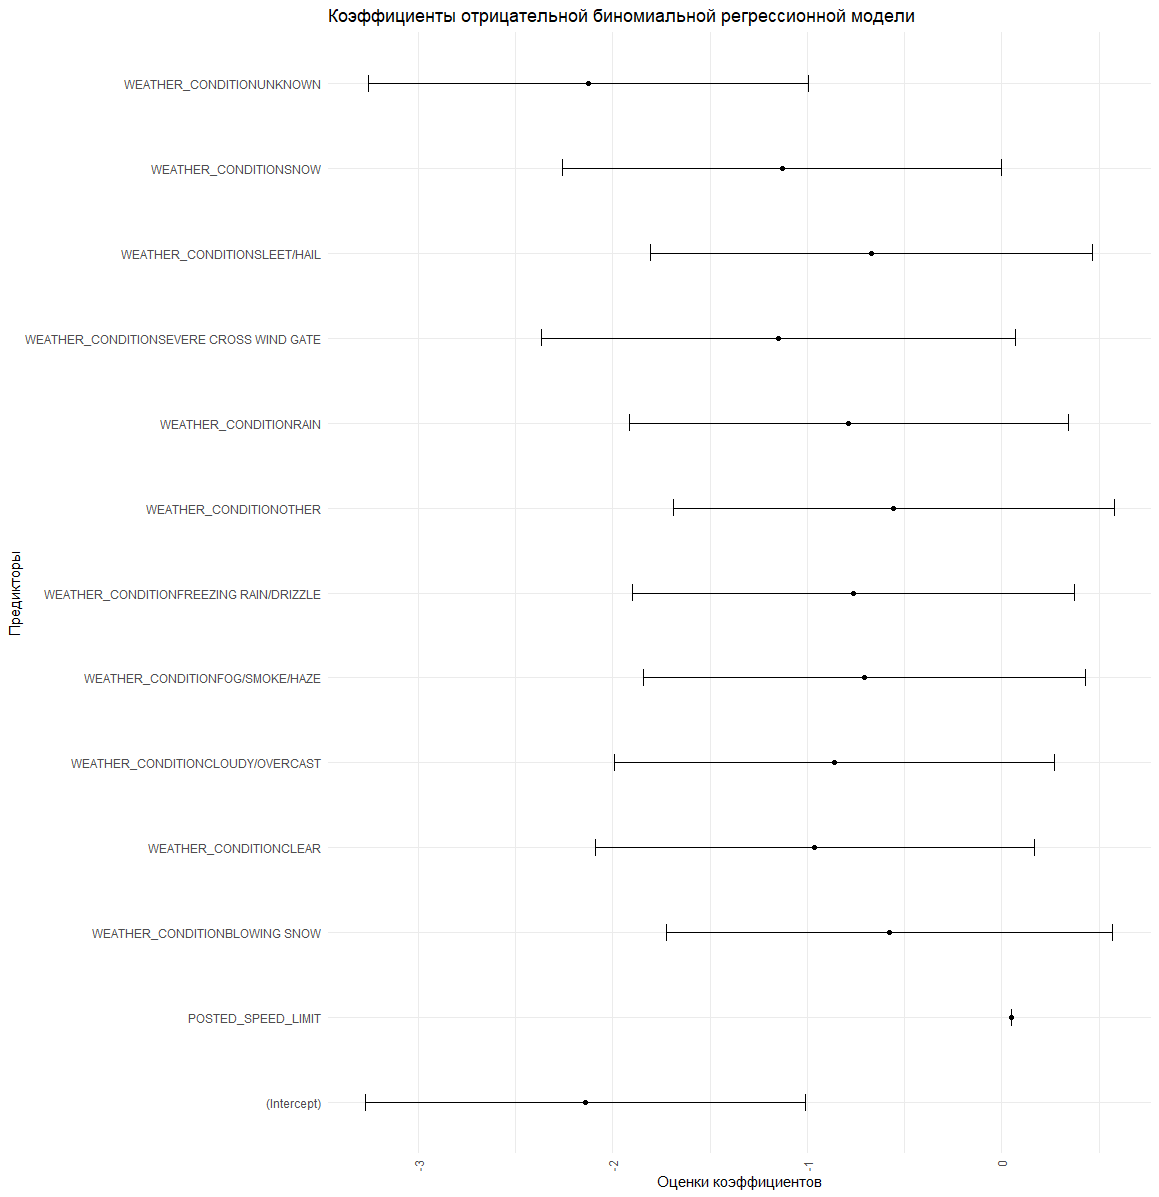 Коэффициенты отрицательной биномиальной регрессионной модели
WEATHER_CONDITIONUNKNOWN
WEATHER_CONDITIONSNOW
WEATHER_CONDITIONSLEET/HAIL
WEATHER_CONDITIONSEVERE CROSS WIND GATE
WEATHER_CONDITIONRAIN
WEATHER_CONDITIONOTHER
WEATHER_CONDITIONFREEZING RAIN/DRIZZLE
WEATHER_CONDITIONFOG/SMOKE/HAZE
WEATHER_CONDITIONCLOUDY/OVERCAST
WEATHER_CONDITIONCLEAR
WEATHER_CONDITIONBLOWING SNOW
POSTED_SPEED_LIMIT
(Intercept)
Предикторы
-3
-2
-1
0
Оценки коэффициентов